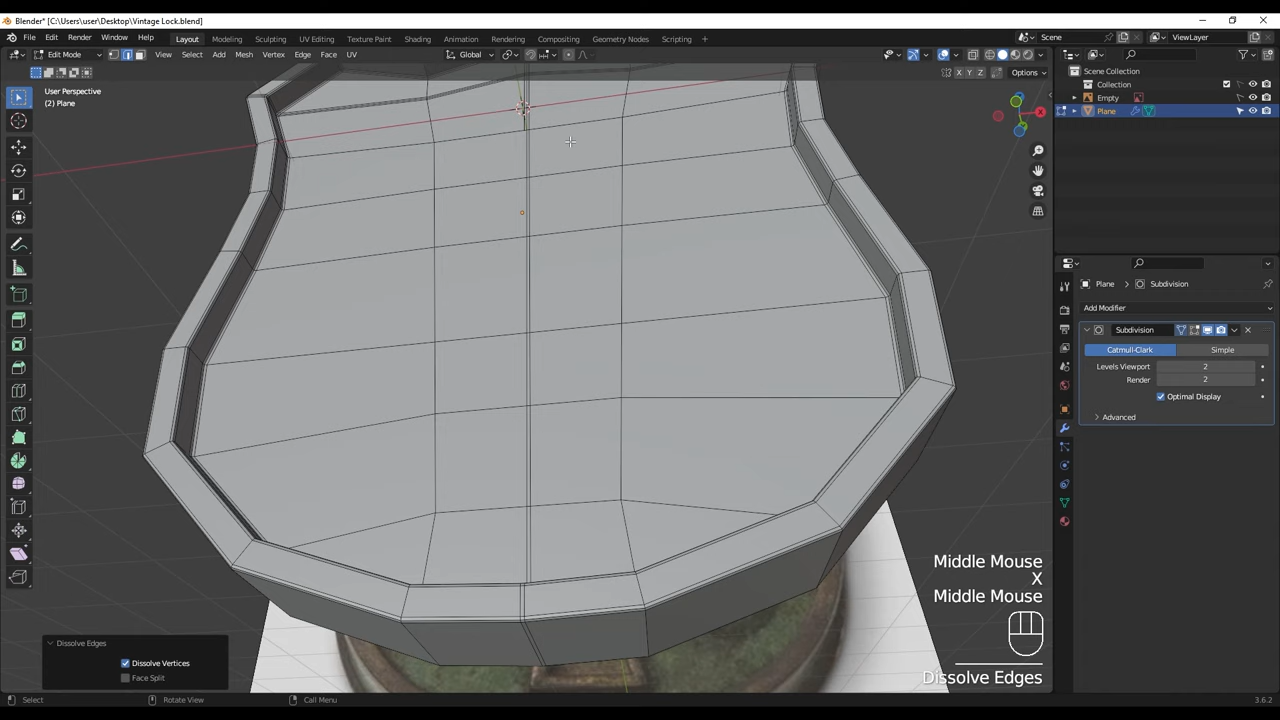 Blender* [C:\Users\user\Desktop\Vintage Lock.blend]
File Edit Render Window Help Layout Modeling Sculpting UV Editing Texture Paint Shading Animation Rendering Compositing Geometry Nodes Scripting Scene ViewLayer
Edit Mode View Select Add Mesh Vertex Edge Face UV Global
X Y Z Options
Scene Collection
Collection
Empty
Plane
User Perspective
(2) Plane
Plane Subdivision
Add Modifier
Subdivision
Catmull-Clark Simple
Levels Viewport 2
Render 2
Optimal Display
Advanced
Middle Mouse
X
Middle Mouse
Dissolve Edges
Dissolve Edges
Dissolve Vertices
Face Split
Select Rotate View Call Menu 3.6.2